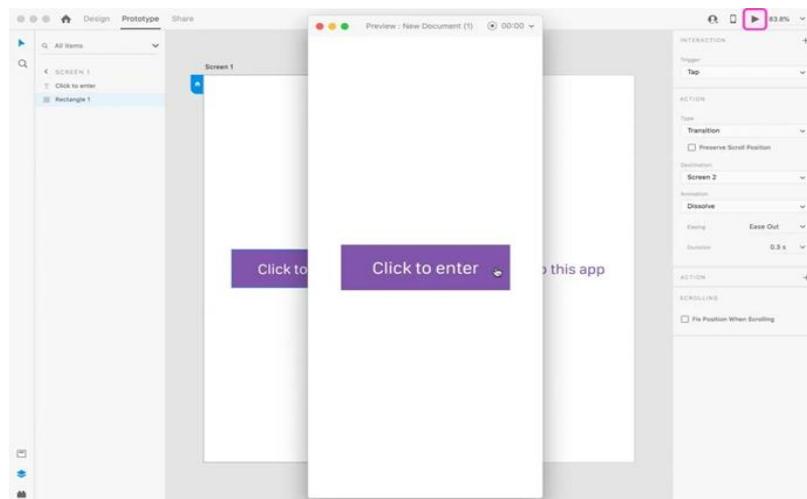 Design Prototype Share
Preview : New Document (1) 00:00
83.8%
All Items
SCREEN 1
Click to enter
Rectangle 1
Screen 1
Click to
Click to enter
this app
INTERACTION
Trigger
Tap
ACTION
Type
Transition
Preserve Scroll Position
Destination
Screen 2
Animation
Dissolve
Easing Ease Out
Duration 0.3 s
ACTION
SCROLLING
Fix Position When Scrolling